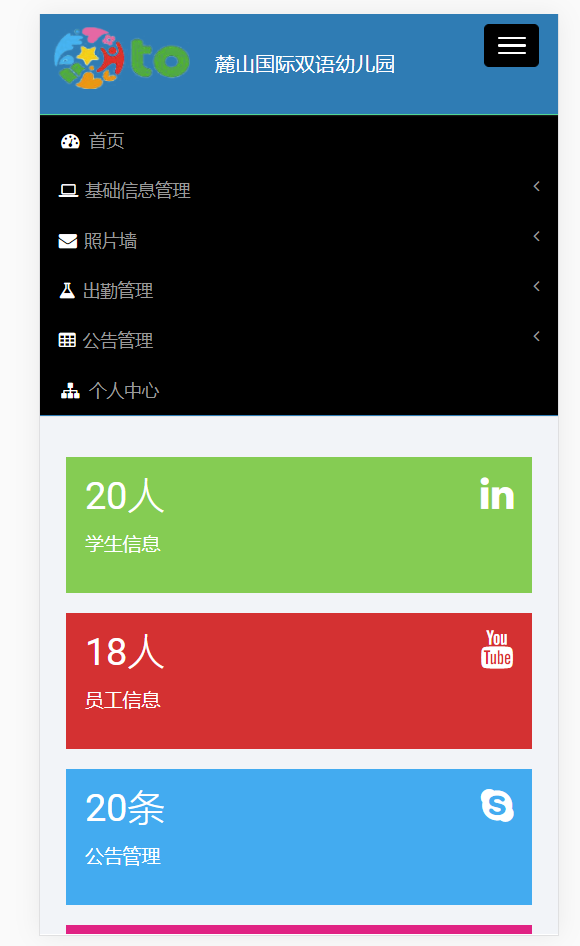 to
麓山国际双语幼儿园
首页
基础信息管理
照片墙
出勤管理
公告管理
个人中心
20人
in
学生信息
18人
You
Tube
员工信息
20条
S
公告管理